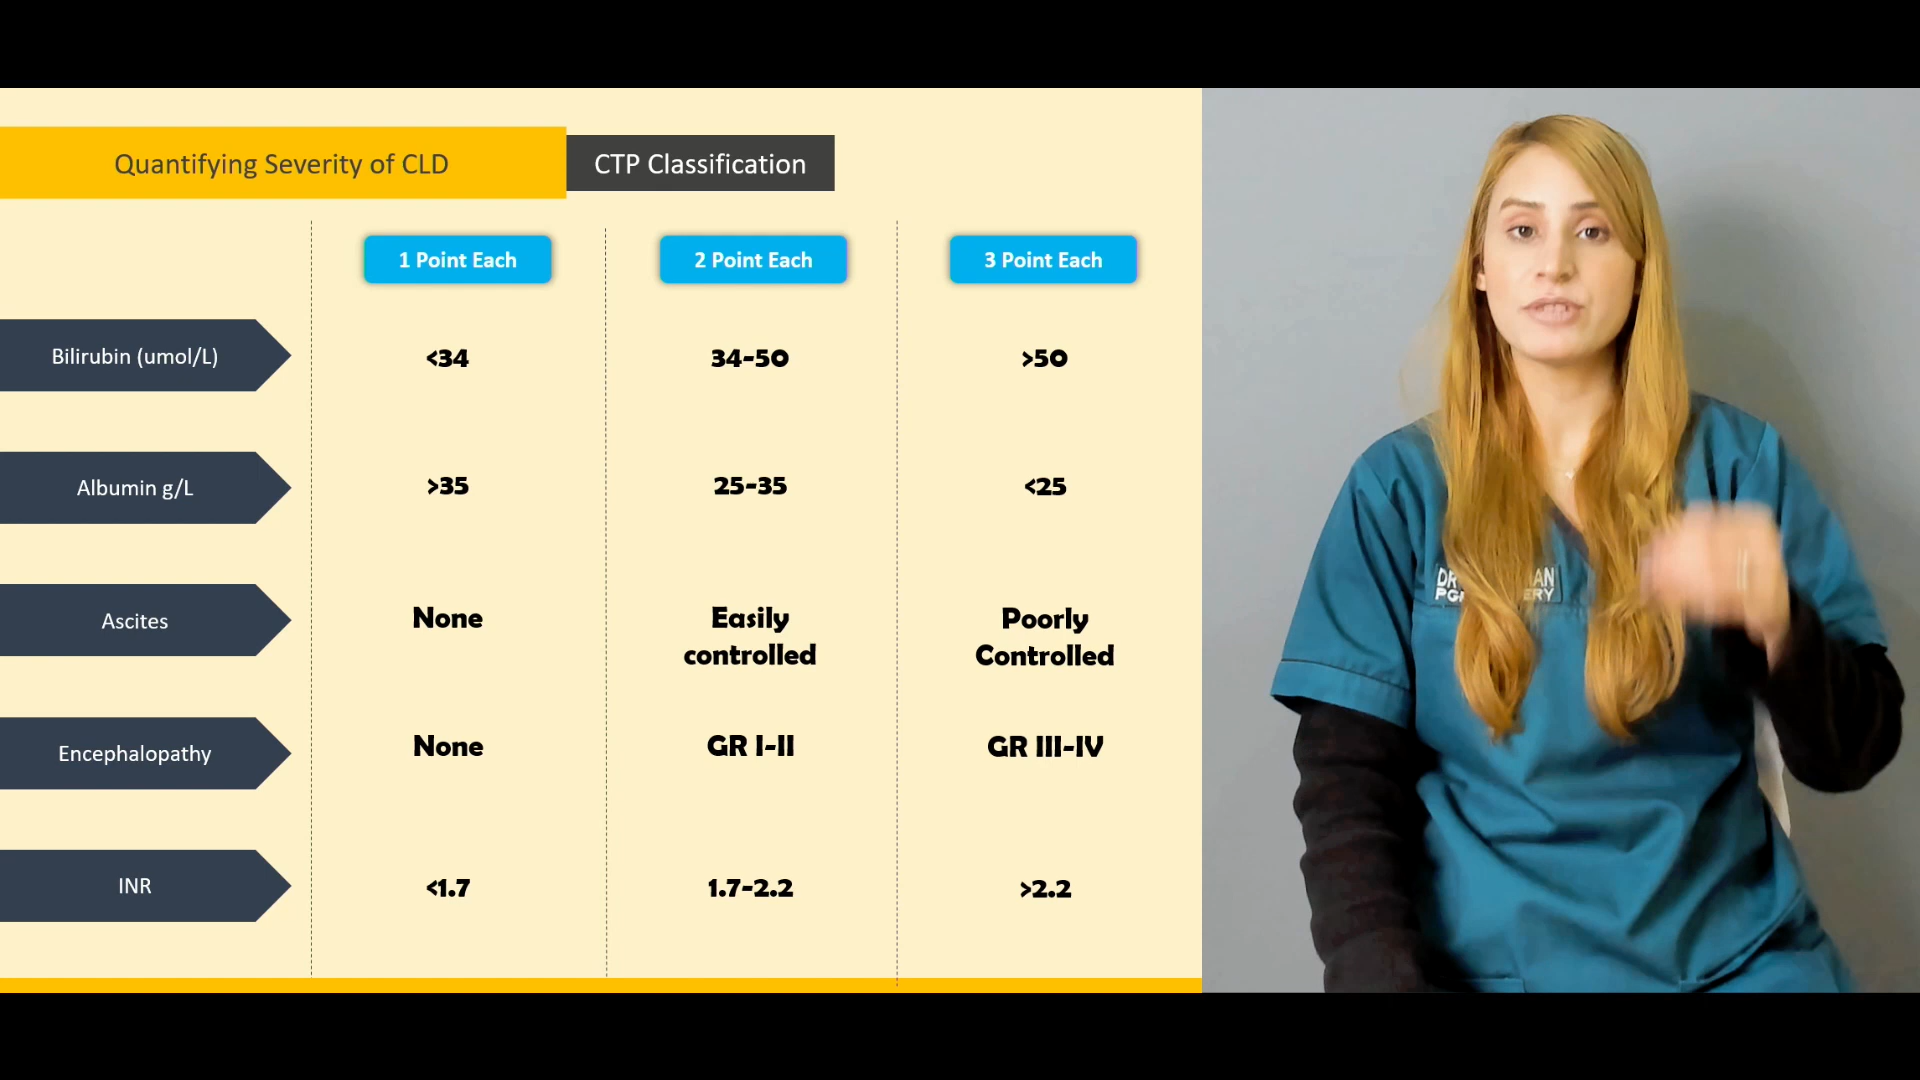 Quantifying Severity of CLD
CTP Classification
1 Point Each
2 Point Each
3 Point Each
Bilirubin (umol/L)
<34
34-50
>50
Albumin g/L
>35
25-35
<25
Ascites
None
Easily
controlled
Poorly
Controlled
Encephalopathy
None
GR I-II
GR III-IV
INR
<1.7
1.7-2.2
>2.2
DR